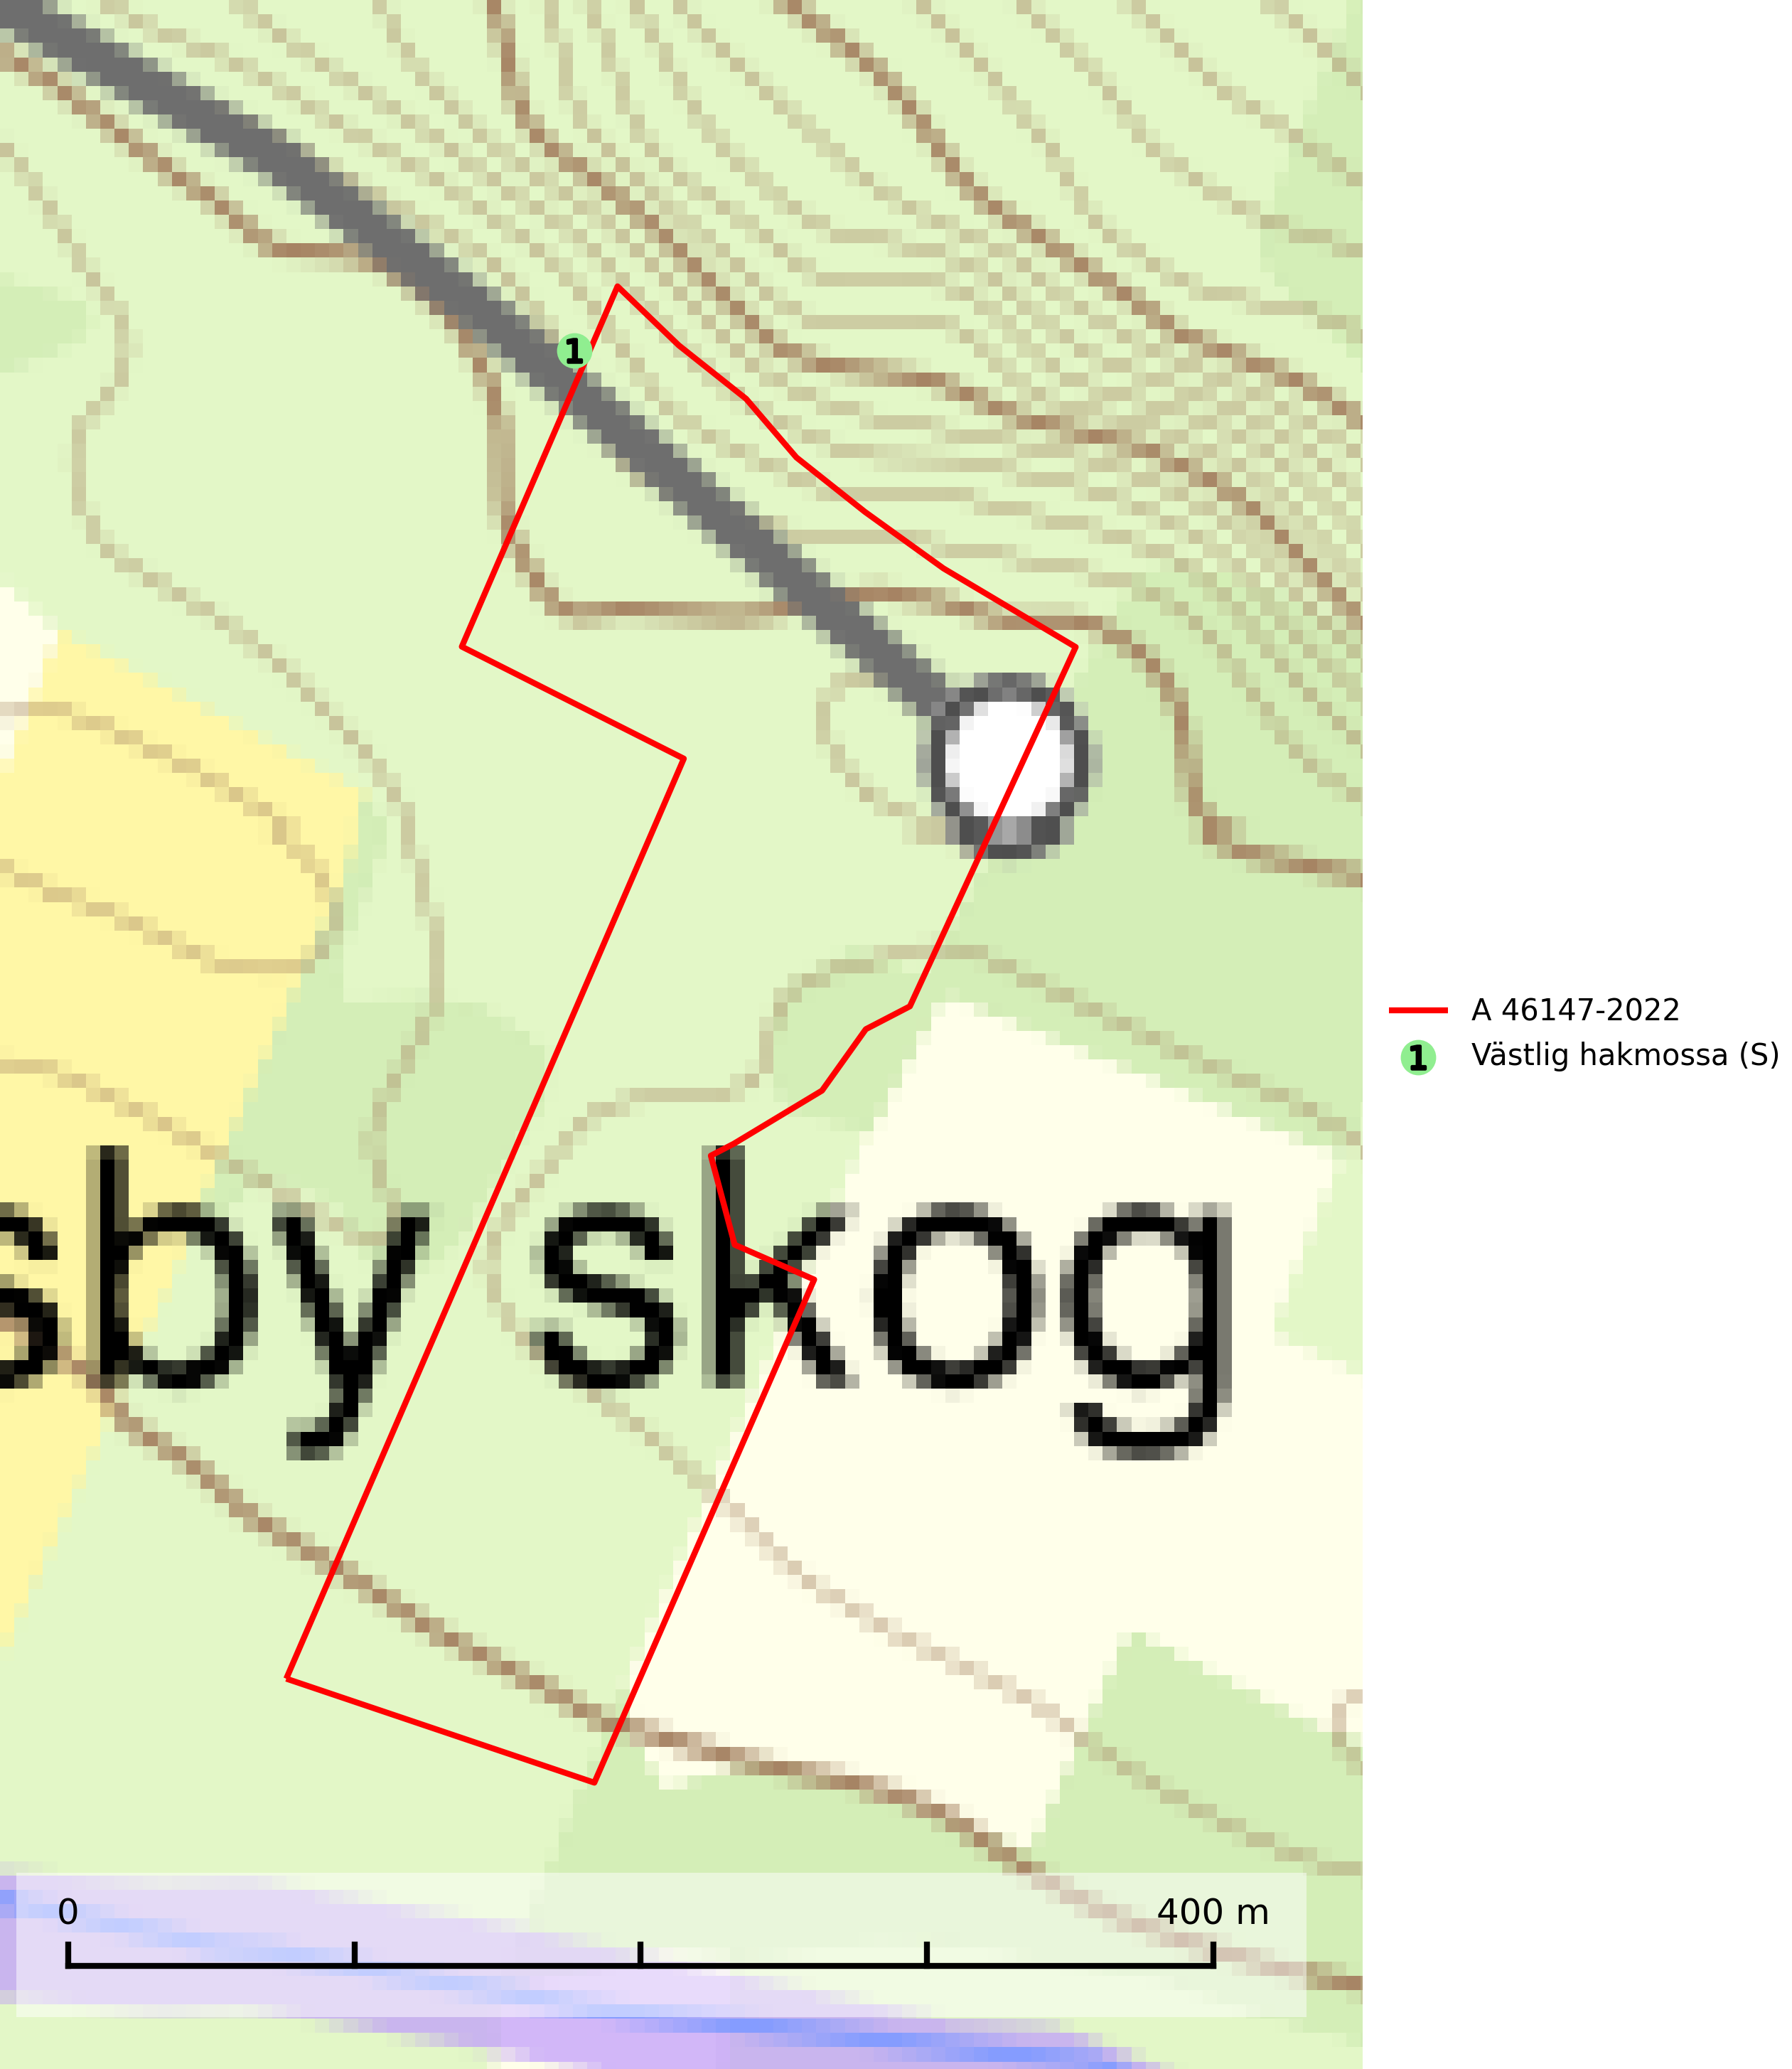 1
A 46147-2022
1 Västlig hakmossa (S)
sby skog
0 400 m